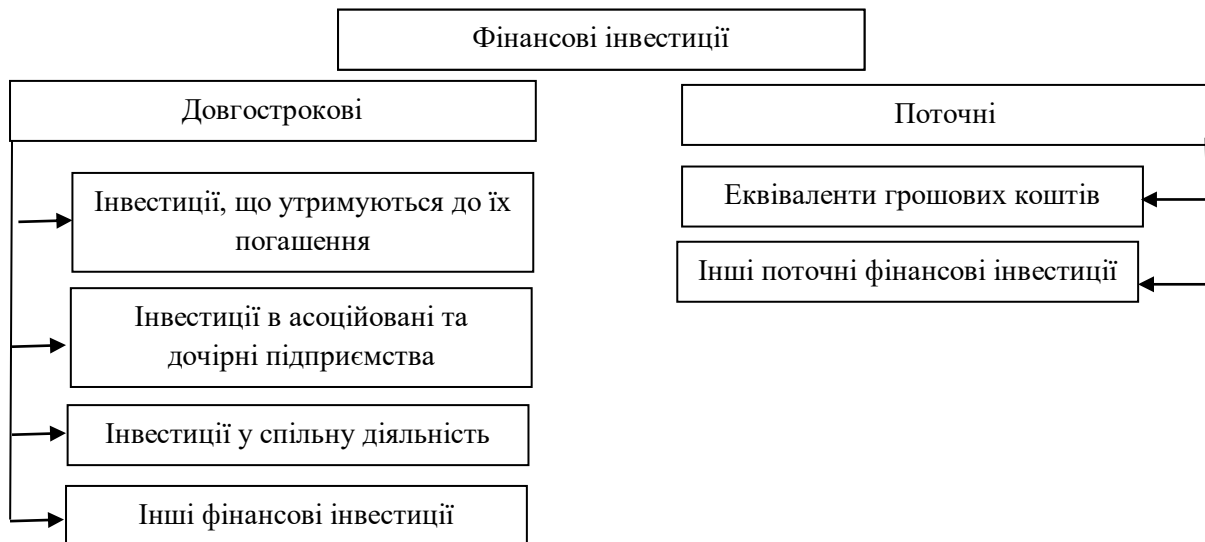 Фінансові інвестиції
Довгострокові
Поточні
Інвестиції, що утримуються до їх
погашення
Еквіваленти грошових коштів
Інші поточні фінансові інвестиції
Інвестиції в асоційовані та
дочірні підприємства
Інвестиції у спільну діяльність
Інші фінансові інвестиції